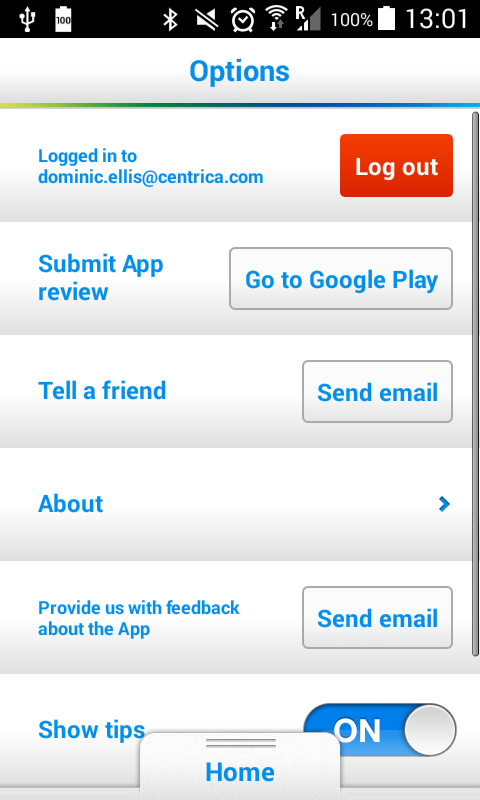 100 R 100% 13:01
Options
Logged in to
dominic.ellis@centrica.com
Log out
Submit App
review
Go to Google Play
Tell a friend
Send email
About
Provide us with feedback
about the App
Send email
Show tips
ON
Home